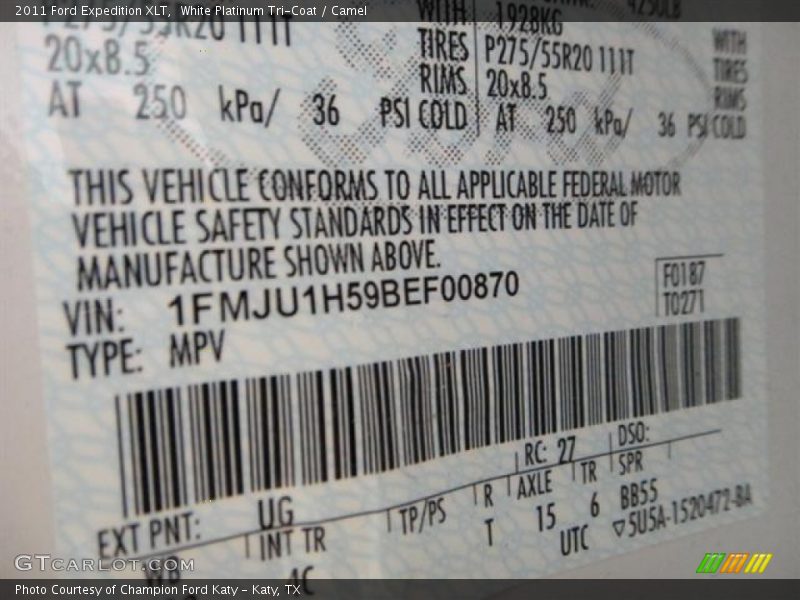 2011 Ford Expedition XLT, White Platinum Tri-Coat / Camel
WITH 1928KG
TIRES P275/55R20 111T WITH
20x8.5 RIMS 20x8.5 TIRES
RIMS
AT 250 kPa/ 36 PSI COLD AT 250 kPa/ 36 PSI COLD
THIS VEHICLE CONFORMS TO ALL APPLICABLE FEDERAL MOTOR
VEHICLE SAFETY STANDARDS IN EFFECT ON THE DATE OF
MANUFACTURE SHOWN ABOVE.
VIN: 1FMJU1H59BEF00870 F0187
TYPE: MPV T0271
EXT PNT: UG RC: 27 DSO:
INT TR TP/PS R AXLE TR SPR
T 15 6 BB55
UTC ▽5U5A-1520472-BA
WB 4C
GTCARLOT.COM
Photo Courtesy of Champion Ford Katy - Katy, TX